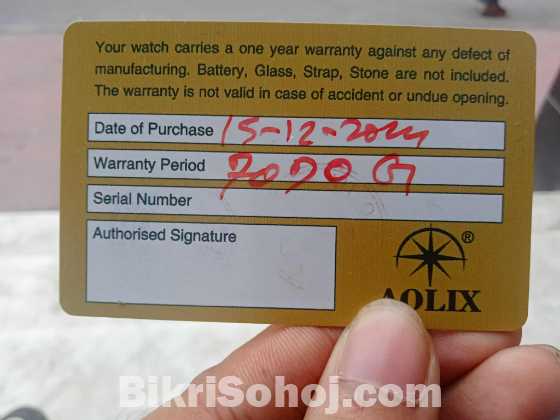 Your watch carries a one year warranty against any defect of
manufacturing. Battery, Glass, Strap, Stone are not included.
The warranty is not valid in case of accident or undue opening.
Date of Purchase 15-12-2024
Warranty Period 7070 G
Serial Number
Authorised Signature
®
AOLIX
BikriSohoj.com